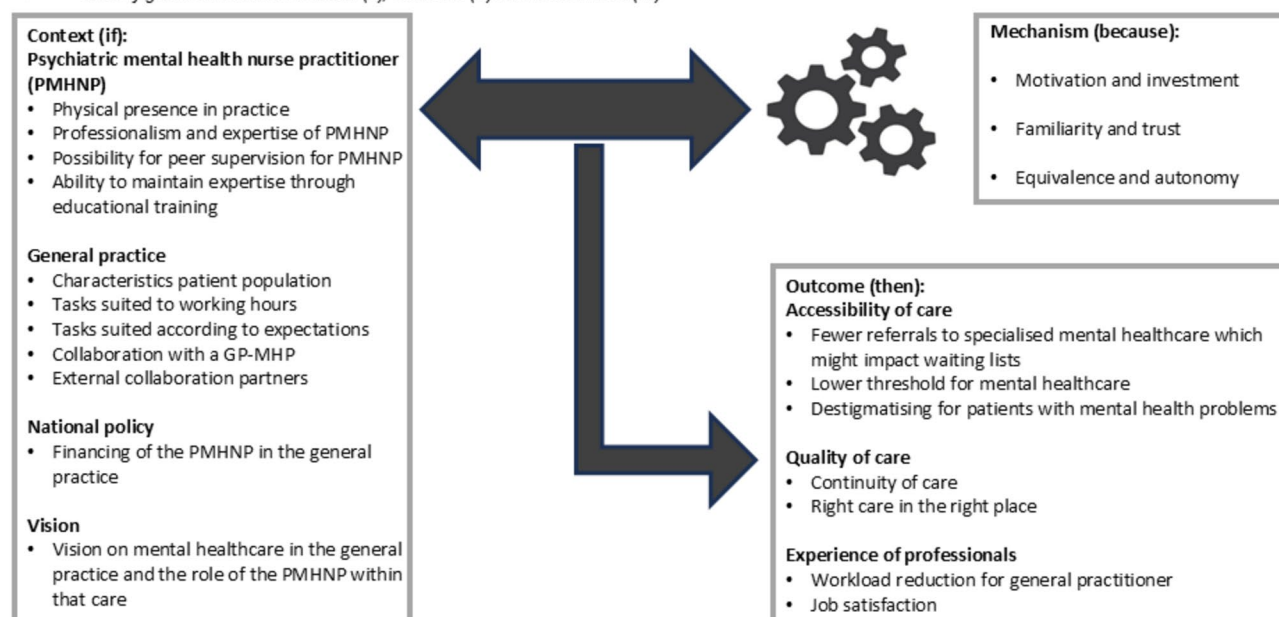 Context (if):
Psychiatric mental health nurse practitioner
(PMHNP)
• Physical presence in practice
• Professionalism and expertise of PMHNP
• Possibility for peer supervision for PMHNP
• Ability to maintain expertise through
educational training
General practice
• Characteristics patient population
• Tasks suited to working hours
• Tasks suited according to expectations
• Collaboration with a GP-MHP
• External collaboration partners
National policy
• Financing of the PMHNP in the general
practice
Vision
• Vision on mental healthcare in the general
practice and the role of the PMHNP within
that care
Mechanism (because):
• Motivation and investment
• Familiarity and trust
• Equivalence and autonomy
Outcome (then):
Accessibility of care
• Fewer referrals to specialised mental healthcare which
might impact waiting lists
• Lower threshold for mental healthcare
• Destigmatising for patients with mental health problems
Quality of care
• Continuity of care
• Right care in the right place
Experience of professionals
• Workload reduction for general practitioner
• Job satisfaction